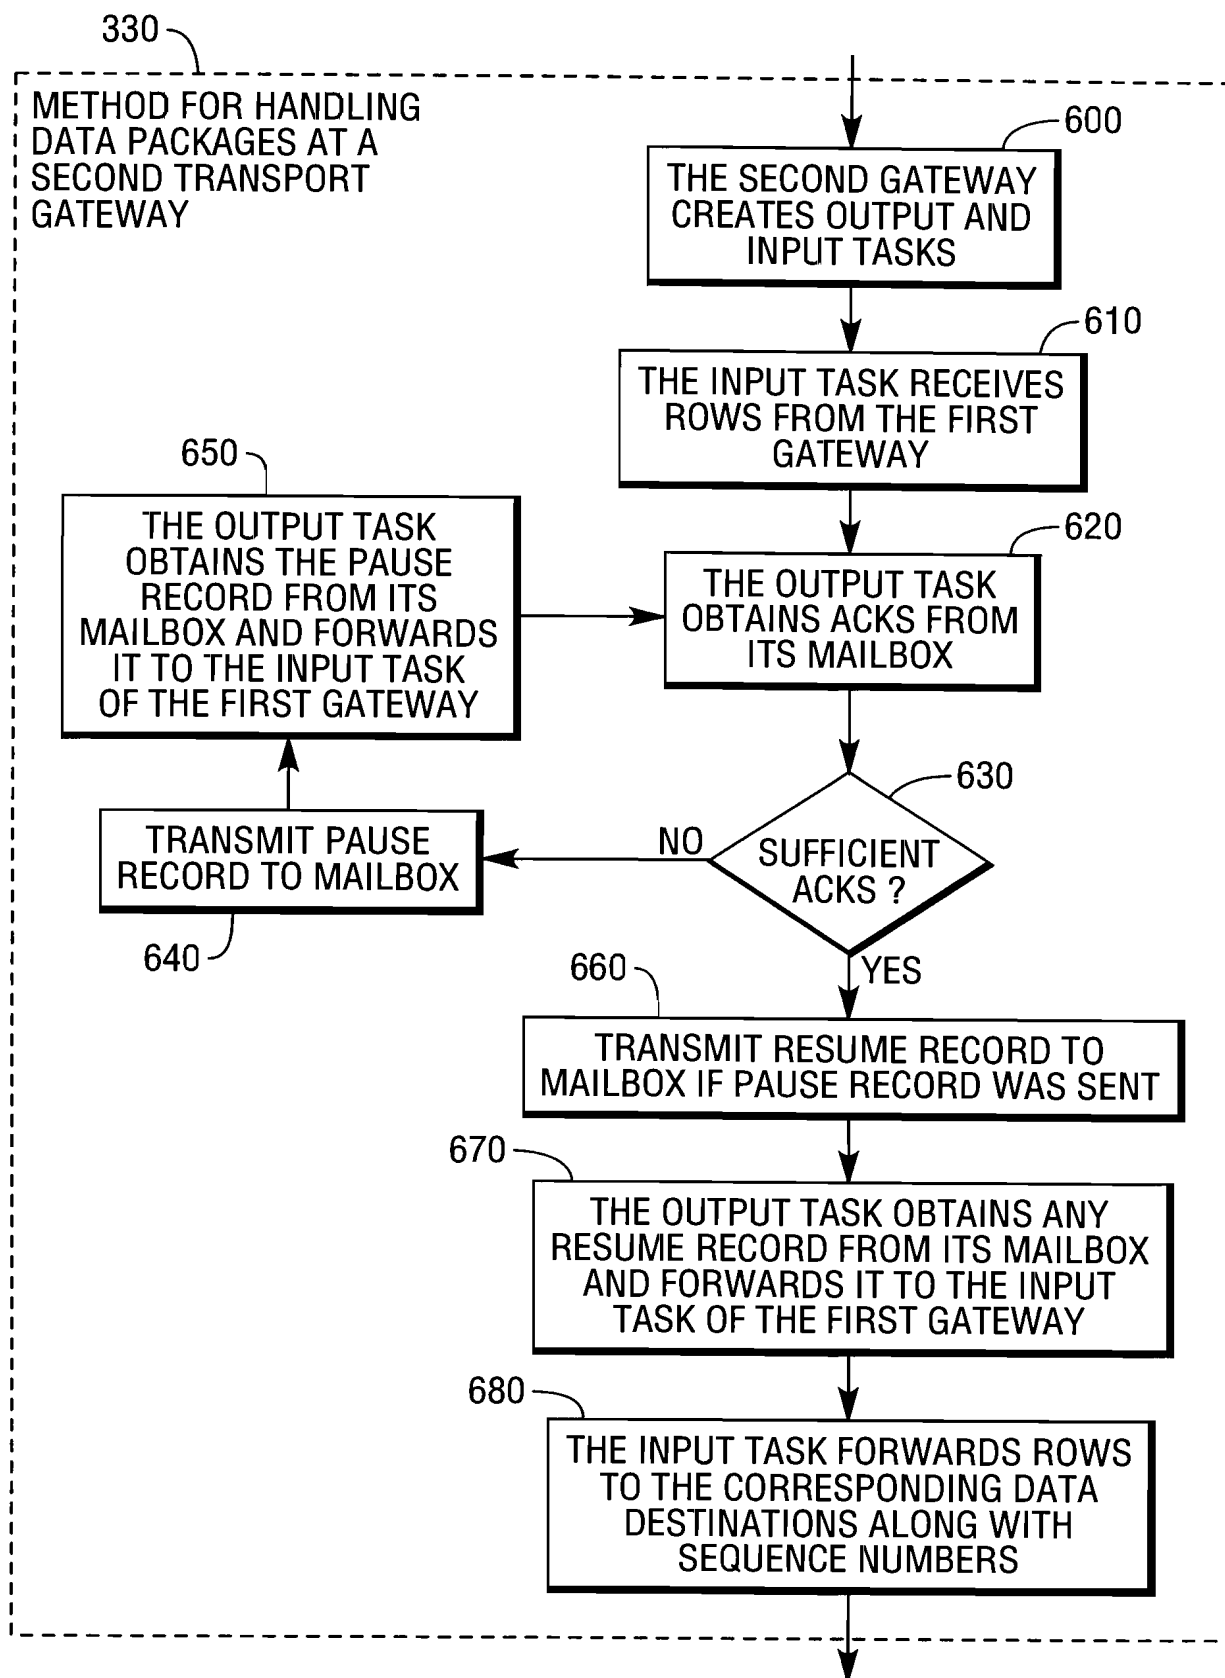 330
METHOD FOR HANDLING
DATA PACKAGES AT A
SECOND TRANSPORT
GATEWAY
600
THE SECOND GATEWAY
CREATES OUTPUT AND
INPUT TASKS
610
THE INPUT TASK RECEIVES
ROWS FROM THE FIRST
GATEWAY
650
THE OUTPUT TASK
OBTAINS THE PAUSE
RECORD FROM ITS
MAILBOX AND FORWARDS
IT TO THE INPUT TASK
OF THE FIRST GATEWAY
620
THE OUTPUT TASK
OBTAINS ACKS FROM
ITS MAILBOX
630
SUFFICIENT
ACKS ?
NO
TRANSMIT PAUSE
RECORD TO MAILBOX
640
YES
660
TRANSMIT RESUME RECORD TO
MAILBOX IF PAUSE RECORD WAS SENT
670
THE OUTPUT TASK OBTAINS ANY
RESUME RECORD FROM ITS MAILBOX
AND FORWARDS IT TO THE INPUT
TASK OF THE FIRST GATEWAY
680
THE INPUT TASK FORWARDS ROWS
TO THE CORRESPONDING DATA
DESTINATIONS ALONG WITH
SEQUENCE NUMBERS